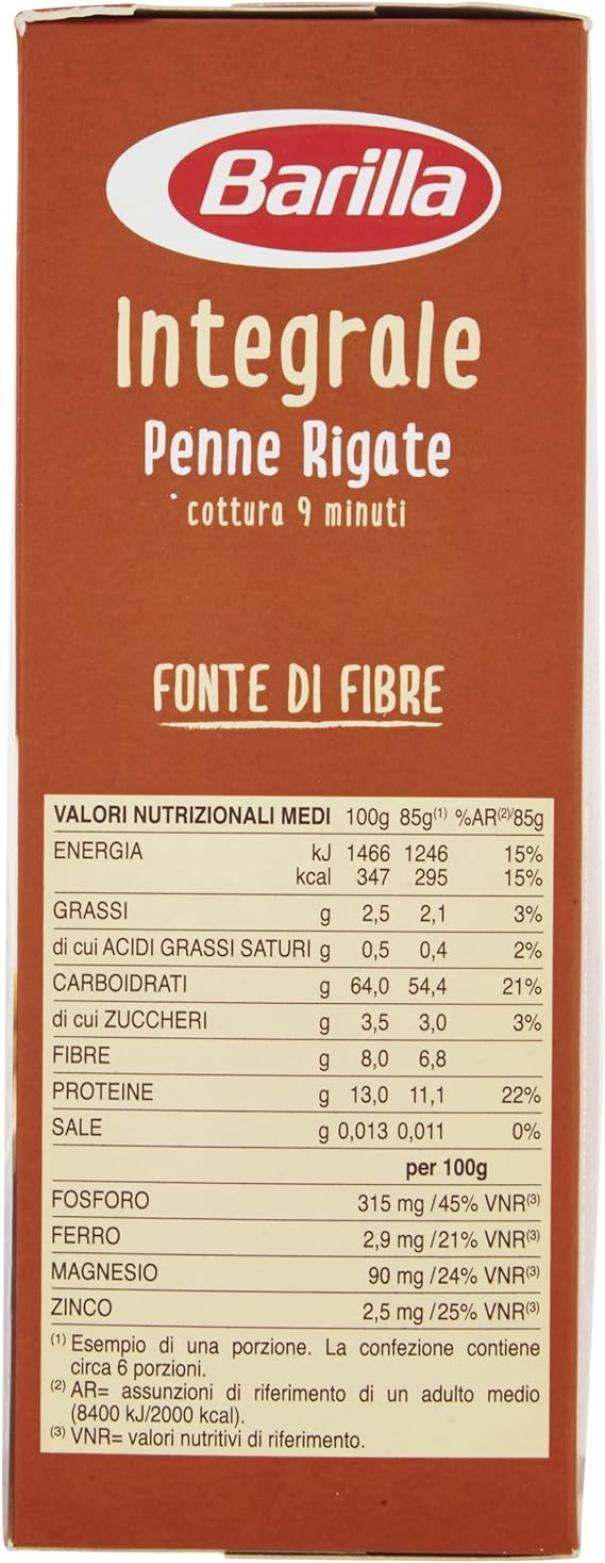 Barilla
Integrale
Penne Rigate
cottura 9 minuti
FONTE DI FIBRE
VALORI NUTRIZIONALI MEDI 100g 85g(1) %AR(2)/85g
ENERGIA kJ 1466 1246 15%
kcal 347 295 15%
GRASSI g 2,5 2,1 3%
di cui ACIDI GRASSI SATURI g 0,5 0,4 2%
CARBOIDRATI g 64,0 54,4 21%
di cui ZUCCHERI g 3,5 3,0 3%
FIBRE g 8,0 6,8
PROTEINE g 13,0 11,1 22%
SALE g 0,013 0,011 0%
per 100g
FOSFORO 315 mg /45% VNR(3)
FERRO 2,9 mg /21% VNR(3)
MAGNESIO 90 mg /24% VNR(3)
ZINCO 2,5 mg /25% VNR(3)
(1) Esempio di una porzione. La confezione contiene
circa 6 porzioni.
(2) AR= assunzioni di riferimento di un adulto medio
(8400 kJ/2000 kcal).
(3) VNR= valori nutritivi di riferimento.